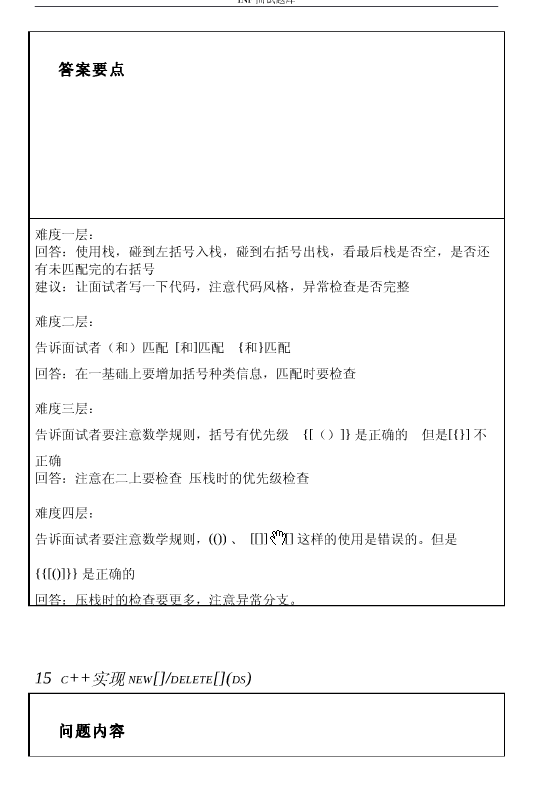 答案要点
难度一层：
回答：使用栈，碰到左括号入栈，碰到右括号出栈，看最后栈是否空，是否还
有未匹配完的右括号
建议：让面试者写一下代码，注意代码风格，异常检查是否完整
难度二层：
告诉面试者（和）匹配 [和]匹配 {和}匹配
回答：在一基础上要增加括号种类信息，匹配时要检查
难度三层：
告诉面试者要注意数学规则，括号有优先级 {[（）]} 是正确的 但是[{}] 不
正确
回答：注意在二上要检查 压栈时的优先级检查
难度四层：
告诉面试者要注意数学规则，(()) 、 [[]] 这样的使用是错误的。但是
{{[()]}} 是正确的
回答：压栈时的检查要更多，注意异常分支。
15 C++实现 NEW[]/DELETE[](DS)
问题内容